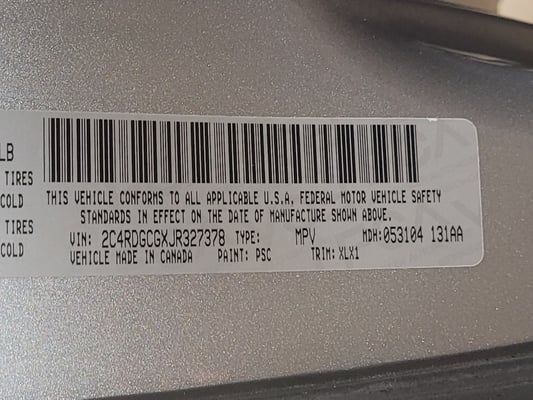 LB
TIRES
COLD
TIRES
COLD
THIS VEHICLE CONFORMS TO ALL APPLICABLE U.S.A. FEDERAL MOTOR VEHICLE SAFETY
STANDARDS IN EFFECT ON THE DATE OF MANUFACTURE SHOWN ABOVE.
VIN: 2C4RDGCGXJR327378 TYPE: MPV MDH: 053104 131AA
VEHICLE MADE IN CANADA PAINT: PSC TRIM: XLX1